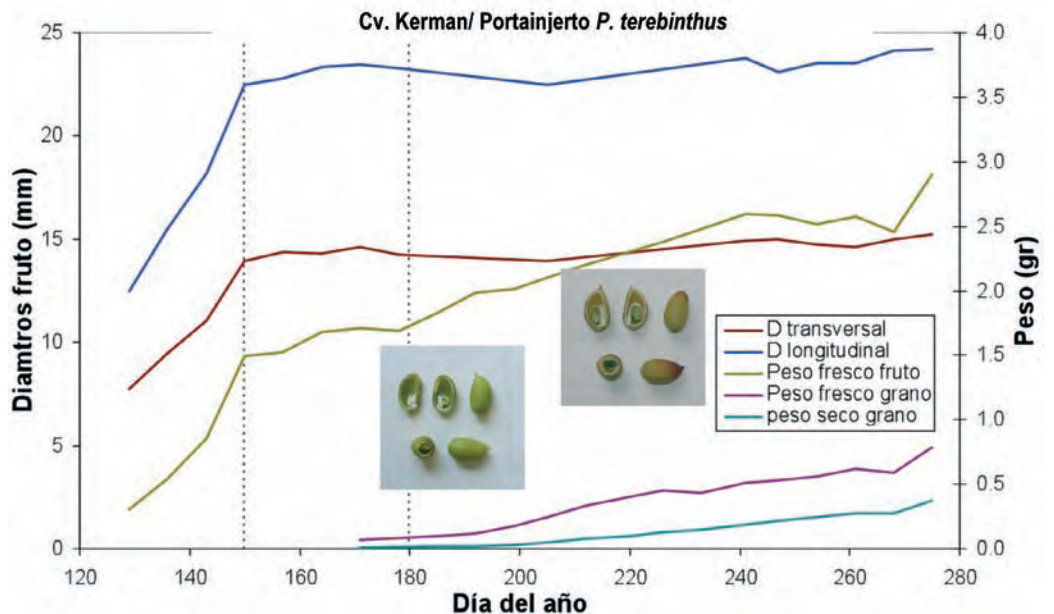 Cv. Kerman/ Portainjerto P. terebinthus
Diamtros fruto (mm)
25
20
15
10
5
0
4.0
3.5
3.0
2.5
2.0
1.5
1.0
0.5
0.0
Peso (gr)
D transversal
D longitudinal
Peso fresco fruto
Peso fresco grano
peso seco grano
120 140 160 180 200 220 240 260 280
Día del año